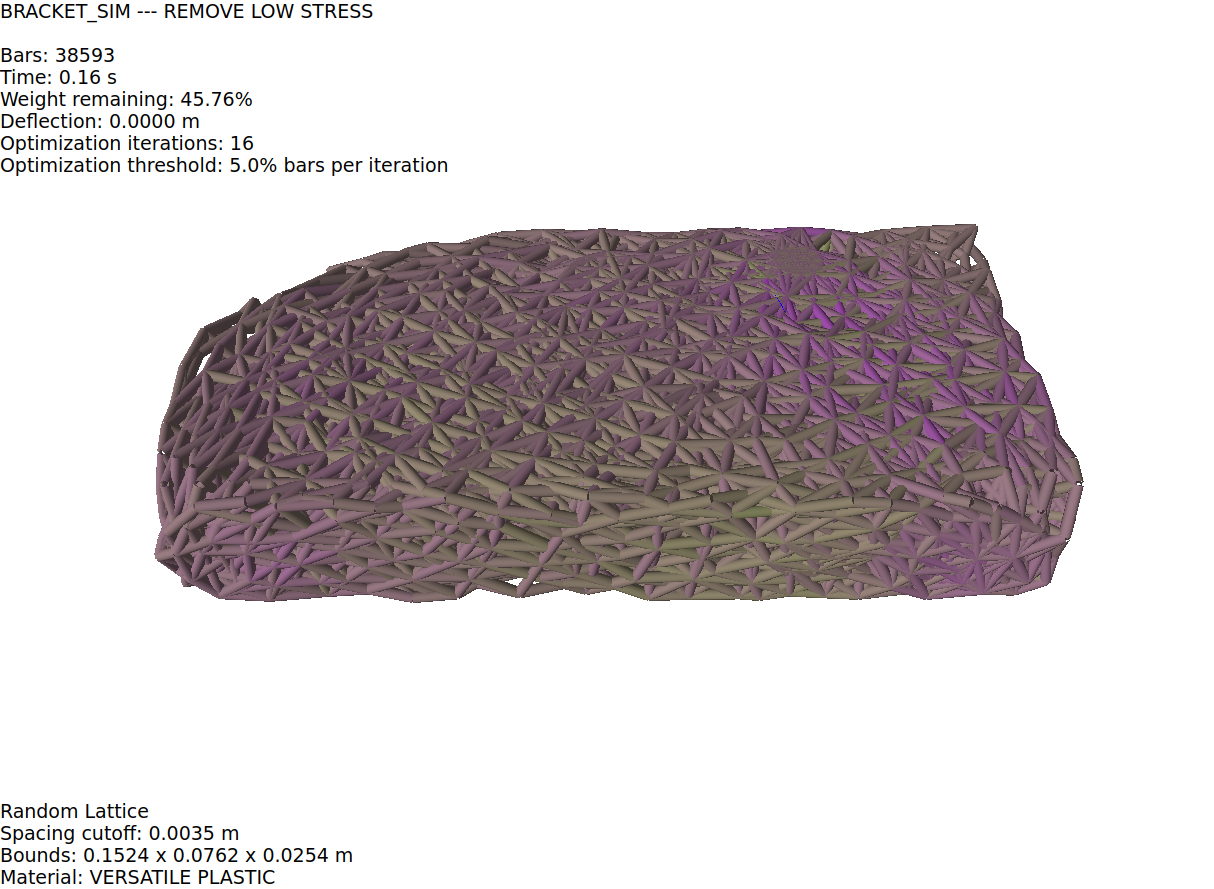 BRACKET_SIM --- REMOVE LOW STRESS
Bars: 38593
Time: 0.16 s
Weight remaining: 45.76%
Deflection: 0.0000 m
Optimization iterations: 16
Optimization threshold: 5.0% bars per iteration
Random Lattice
Spacing cutoff: 0.0035 m
Bounds: 0.1524 x 0.0762 x 0.0254 m
Material: VERSATILE PLASTIC